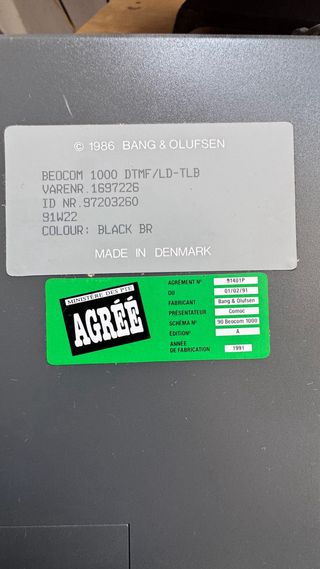 © 1986 BANG & OLUFSEN
BEOCOM 1000 DTMF/LD-TLB
VARENR.1697226
ID NR.97203260
91W22
COLOUR: BLACK BR
MADE IN DENMARK
MINISTÈRE DES PTE
AGRÉÉ
AGRÉMENT N° 91401P
DU 01/02/91
FABRICANT Bang & Olufsen
PRÉSENTATEUR Comoc
SCHÉMA N° 90 Beocom 1000
ÉDITION° A
ANNÉE
DE FABRICATION 1991